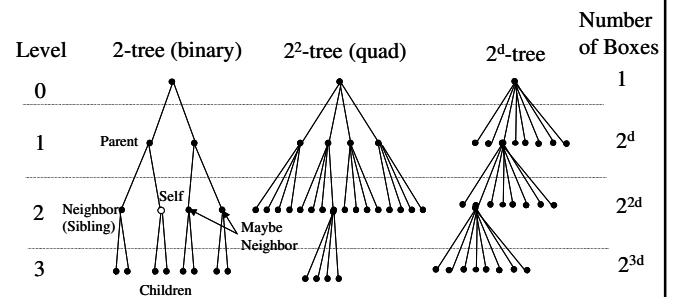 Number
of Boxes
Level 2-tree (binary) 2²-tree (quad) 2ᵈ-tree
0 1
1 Parent 2ᵈ
Self
2 Neighbor 2²ᵈ
(Sibling)
Maybe
Neighbor
3 2³ᵈ
Children